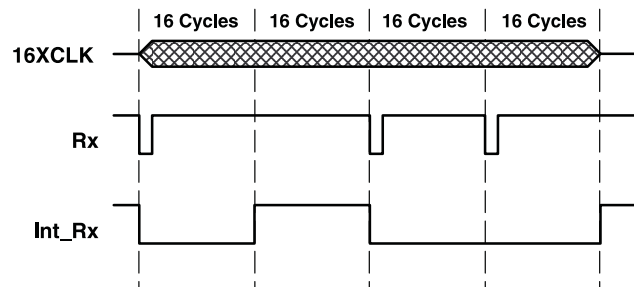 16 Cycles 16 Cycles 16 Cycles 16 Cycles
16XCLK
Rx
Int_Rx